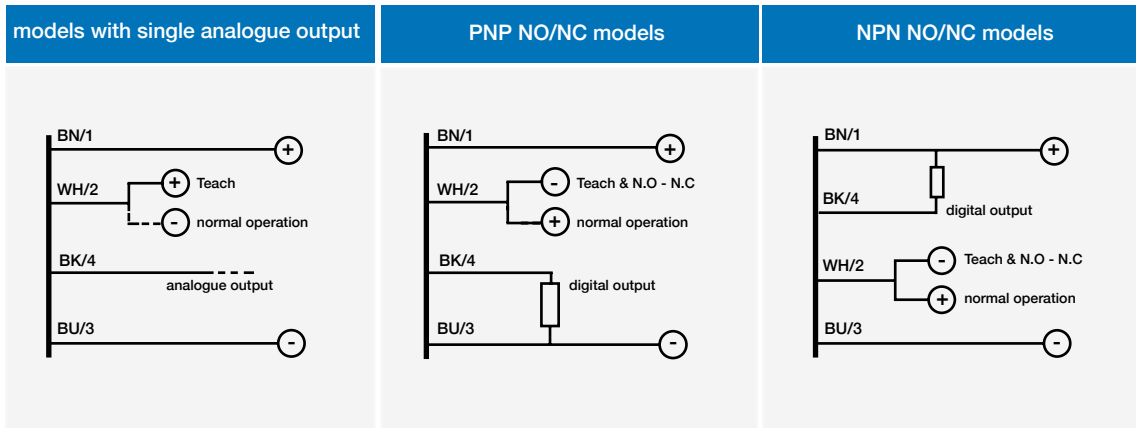 models with single analogue output
BN/1
+
WH/2
+
Teach
-
normal operation
BK/4
analogue output
BU/3
-
PNP NO/NC models
BN/1
+
WH/2
-
Teach & N.O - N.C
+
normal operation
BK/4
digital output
BU/3
-
NPN NO/NC models
BN/1
+
BK/4
digital output
WH/2
-
Teach & N.O - N.C
+
normal operation
BU/3
-